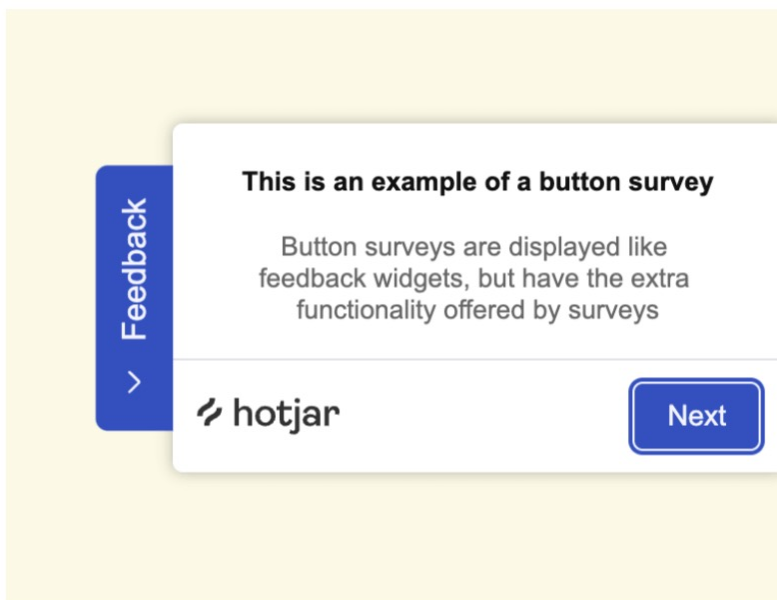 Feedback
This is an example of a button survey
Button surveys are displayed like
feedback widgets, but have the extra
functionality offered by surveys
hotjar
Next